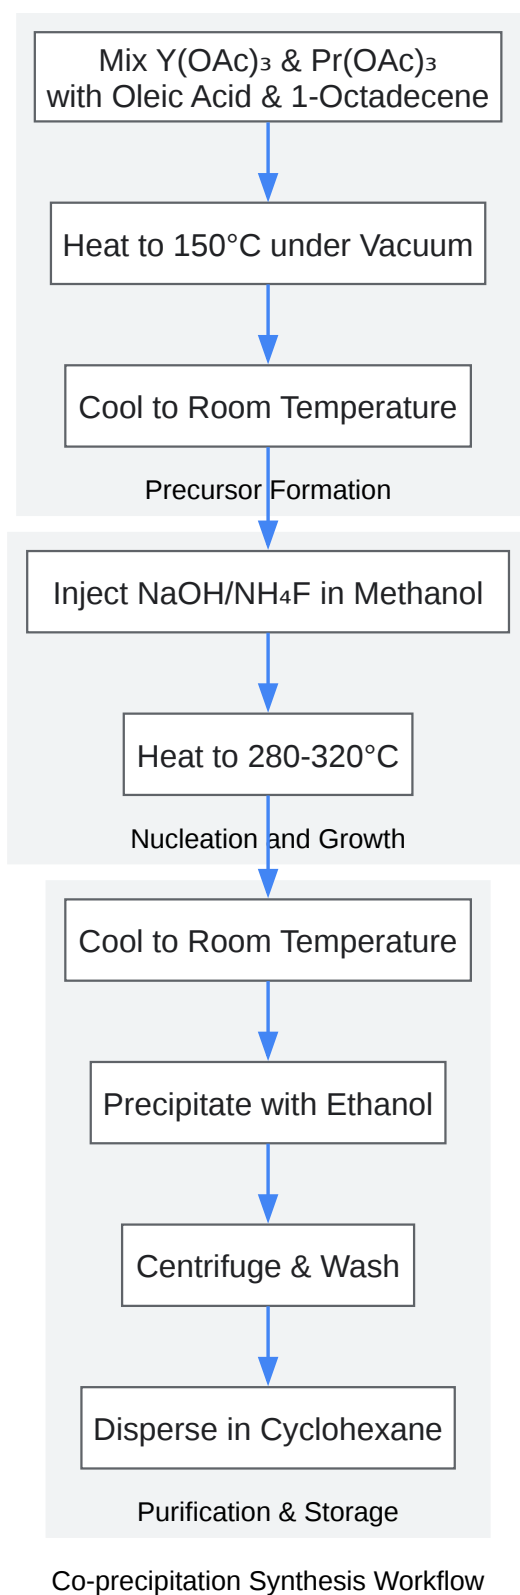 Mix Y(OAc)₃ & Pr(OAc)₃
with Oleic Acid & 1-Octadecene
Heat to 150°C under Vacuum
Cool to Room Temperature
Precursor Formation
Inject NaOH/NH₄F in Methanol
Heat to 280-320°C
Nucleation and Growth
Cool to Room Temperature
Precipitate with Ethanol
Centrifuge & Wash
Disperse in Cyclohexane
Purification & Storage
Co-precipitation Synthesis Workflow